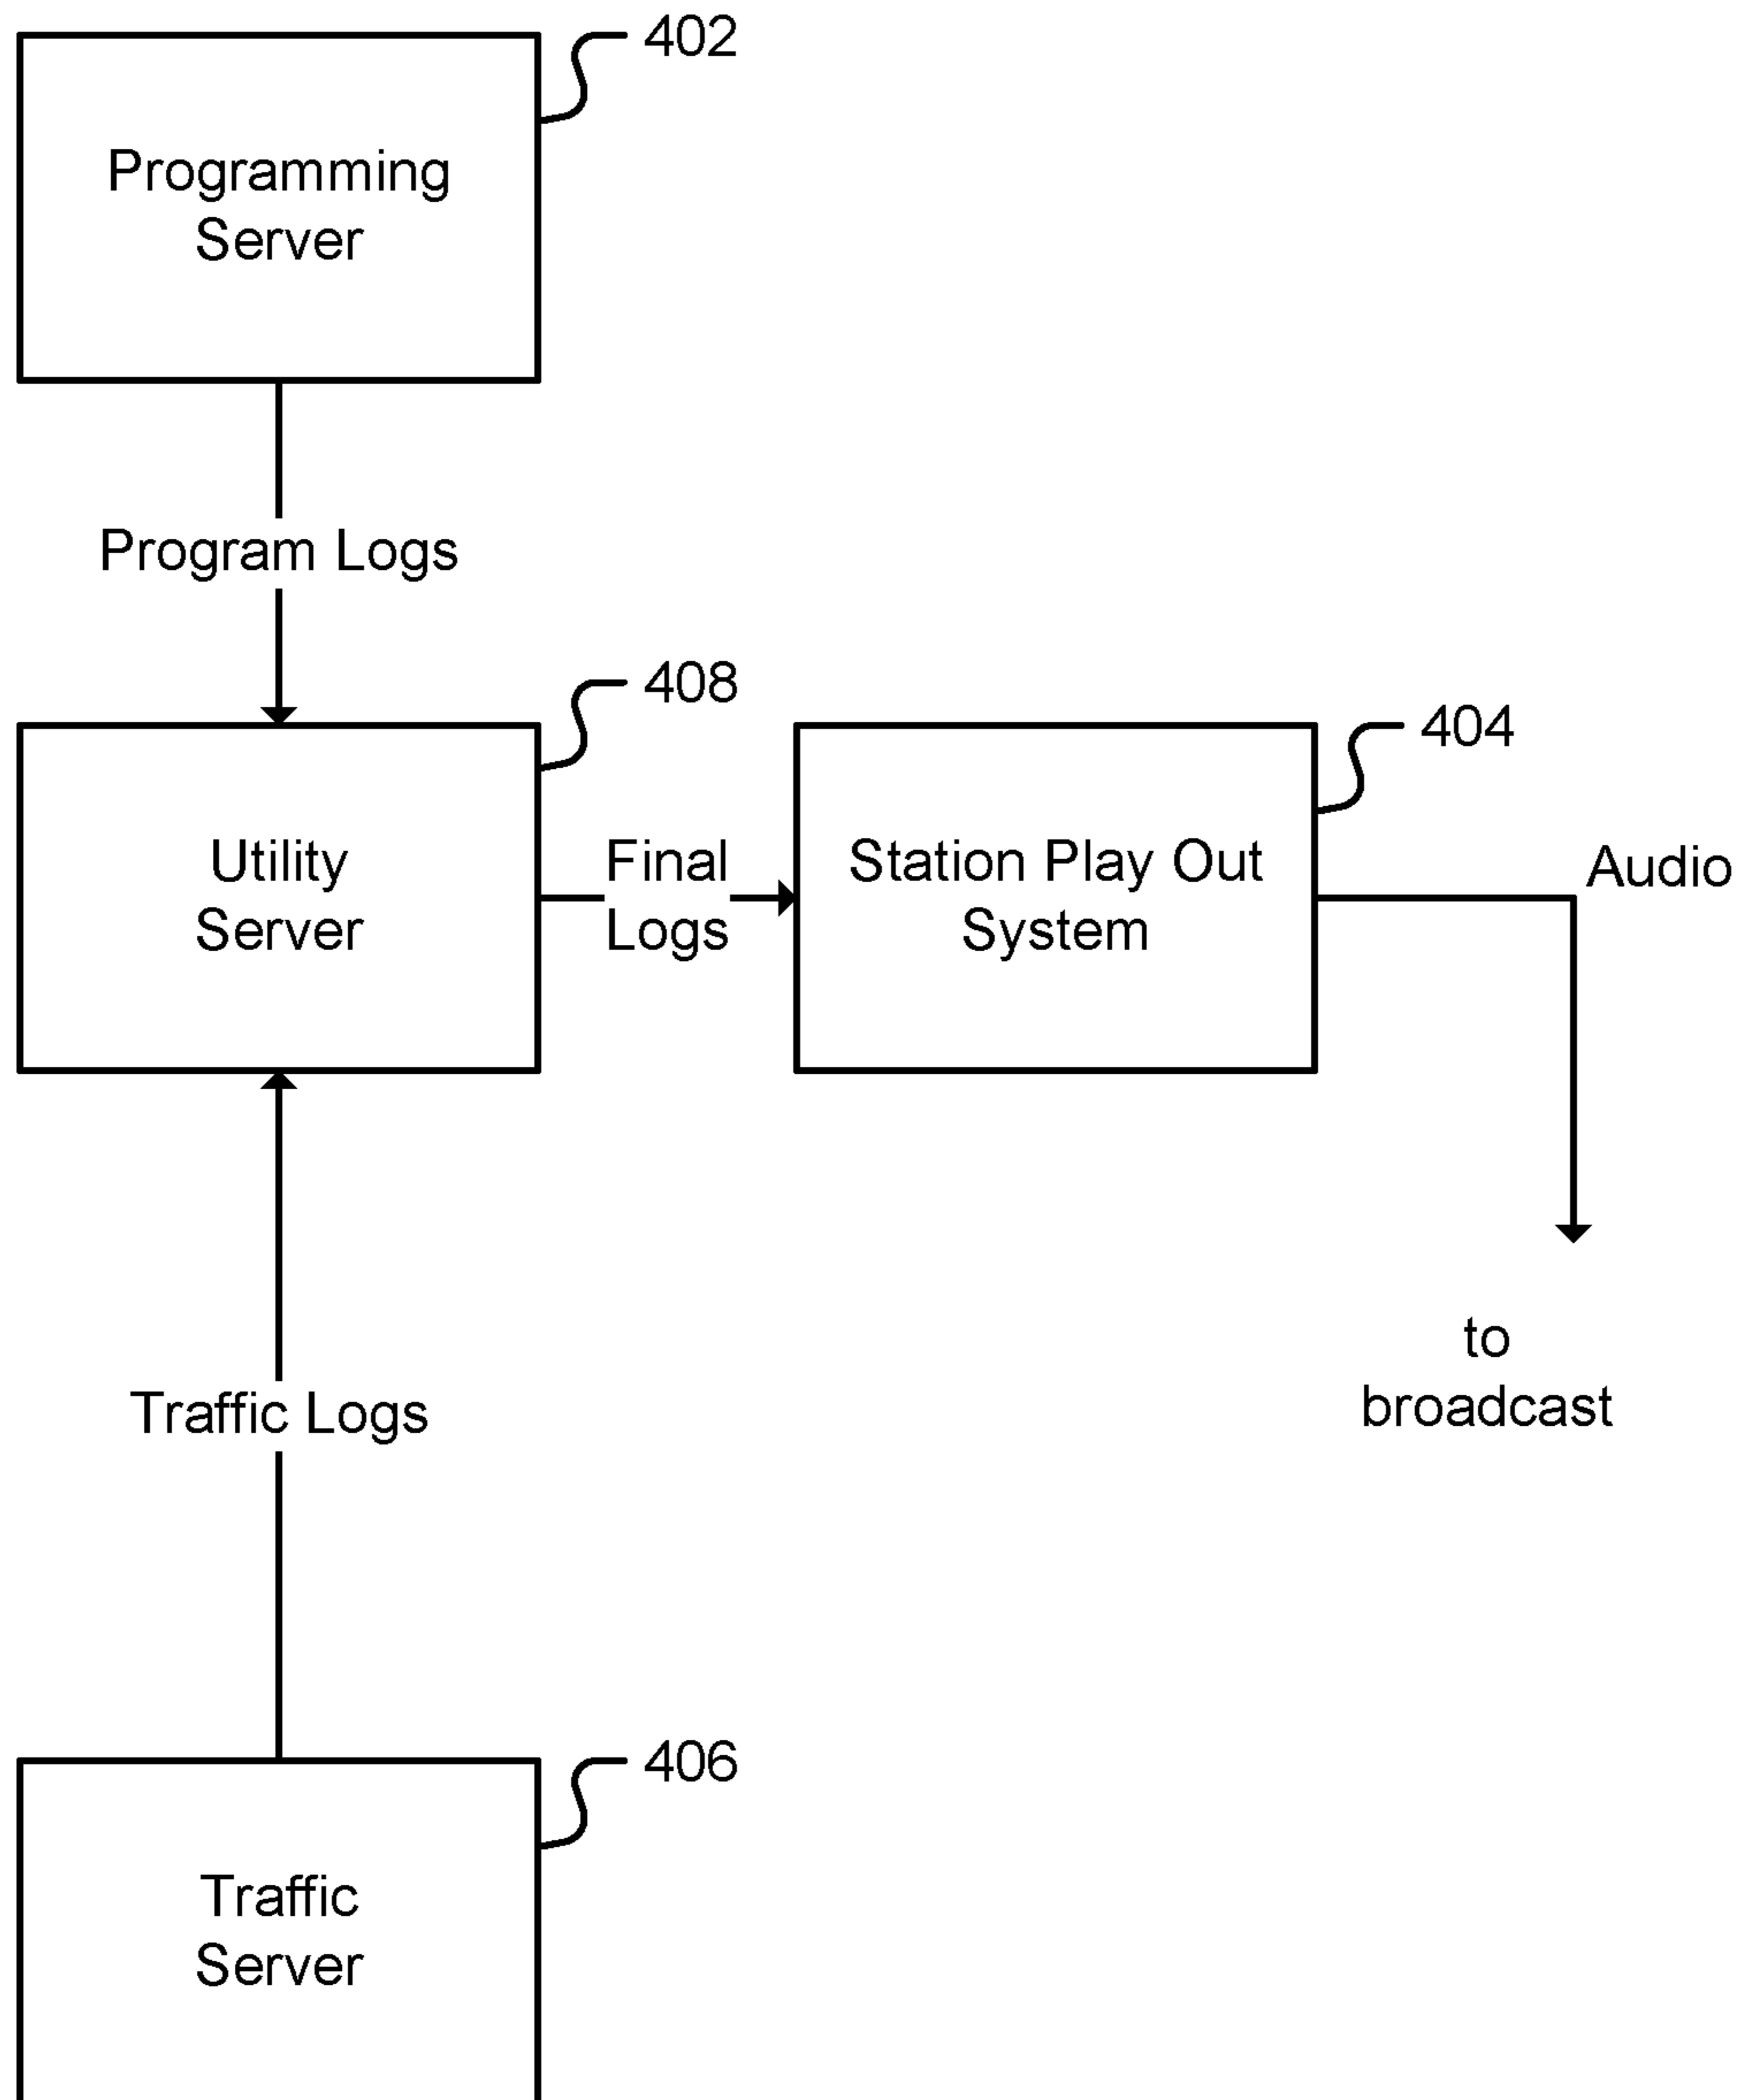 402
Programming
Server
Program Logs
408
404
Utility
Server
Final
Logs
Station Play Out
System
Audio
to
broadcast
Traffic Logs
406
Traffic
Server